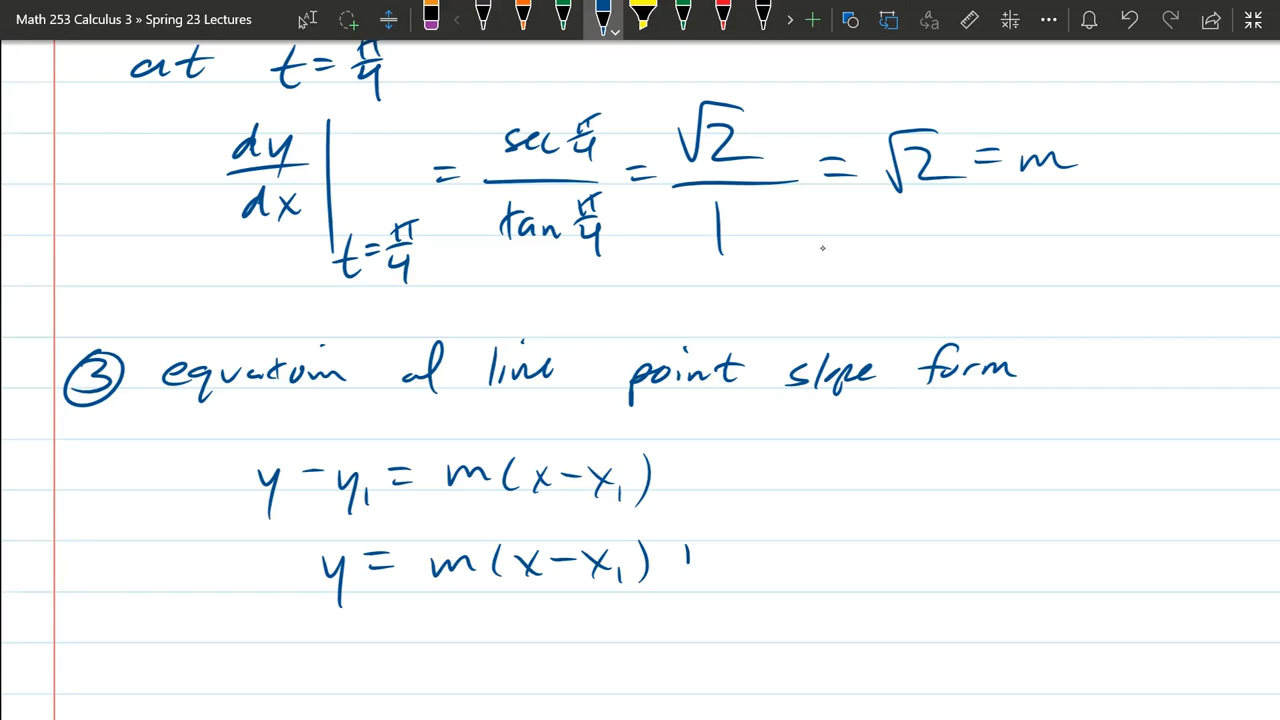 Math 253 Calculus 3 » Spring 23 Lectures
at t = π/4
dy/dx |t=π/4 = sec π/4 / tan π/4 = √2 / 1 = √2 = m
③ equation of line point slope form
y - y₁ = m(x - x₁)
y = m(x - x₁)